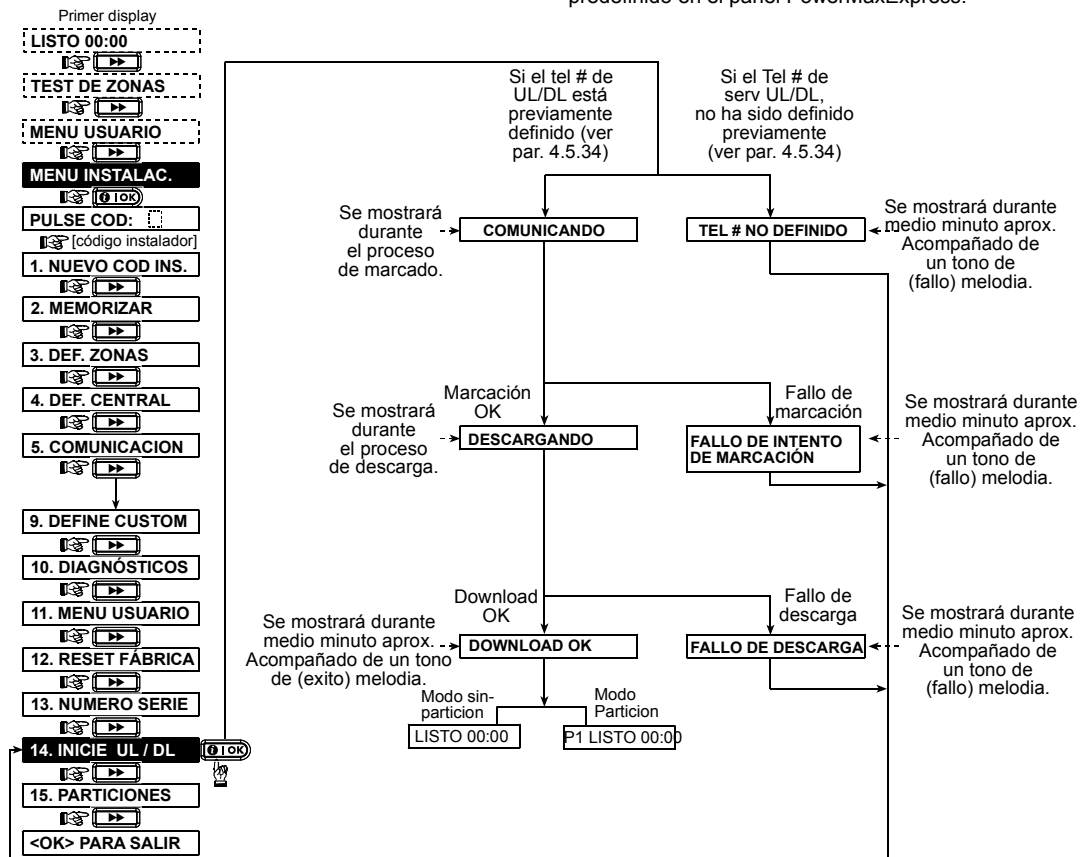 predefinido en el panel PowerMaxExpress.
Primer display
LISTO 00:00
TEST DE ZONAS
MENU USUARIO
MENU INSTALAC.
OK
PULSE COD:
[código instalador]
1. NUEVO COD INS.
2. MEMORIZAR
3. DEF. ZONAS
4. DEF. CENTRAL
5. COMUNICACION
9. DEFINE CUSTOM
10. DIAGNÓSTICOS
11. MENU USUARIO
12. RESET FÁBRICA
13. NUMERO SERIE
14. INICIE UL / DL
OK
15. PARTICIONES
<OK> PARA SALIR
Si el tel # de
UL/DL está
previamente
definido (ver
par. 4.5.34)
Si el Tel # de
serv UL/DL,
no ha sido definido
previamente
(ver par. 4.5.34)
Se mostrará
durante
el proceso
de marcado.
COMUNICANDO
TEL # NO DEFINIDO
Se mostrará durante
medio minuto aprox.
Acompañado de
un tono de
(fallo) melodia.
Marcación
OK
Fallo de
marcación
Se mostrará
durante
el proceso
de descarga.
DESCARGANDO
FALLO DE INTENTO
DE MARCACIÓN
Se mostrará durante
medio minuto aprox.
Acompañado de
un tono de
(fallo) melodia.
Download
OK
Fallo de
descarga
Se mostrará durante
medio minuto aprox.
Acompañado de un tono
de (exito) melodia.
DOWNLOAD OK
FALLO DE DESCARGA
Se mostrará durante
medio minuto aprox.
Acompañado de
un tono de
(fallo) melodia.
Modo sin-
particion
Modo
Particion
LISTO 00:00
P1 LISTO 00:00